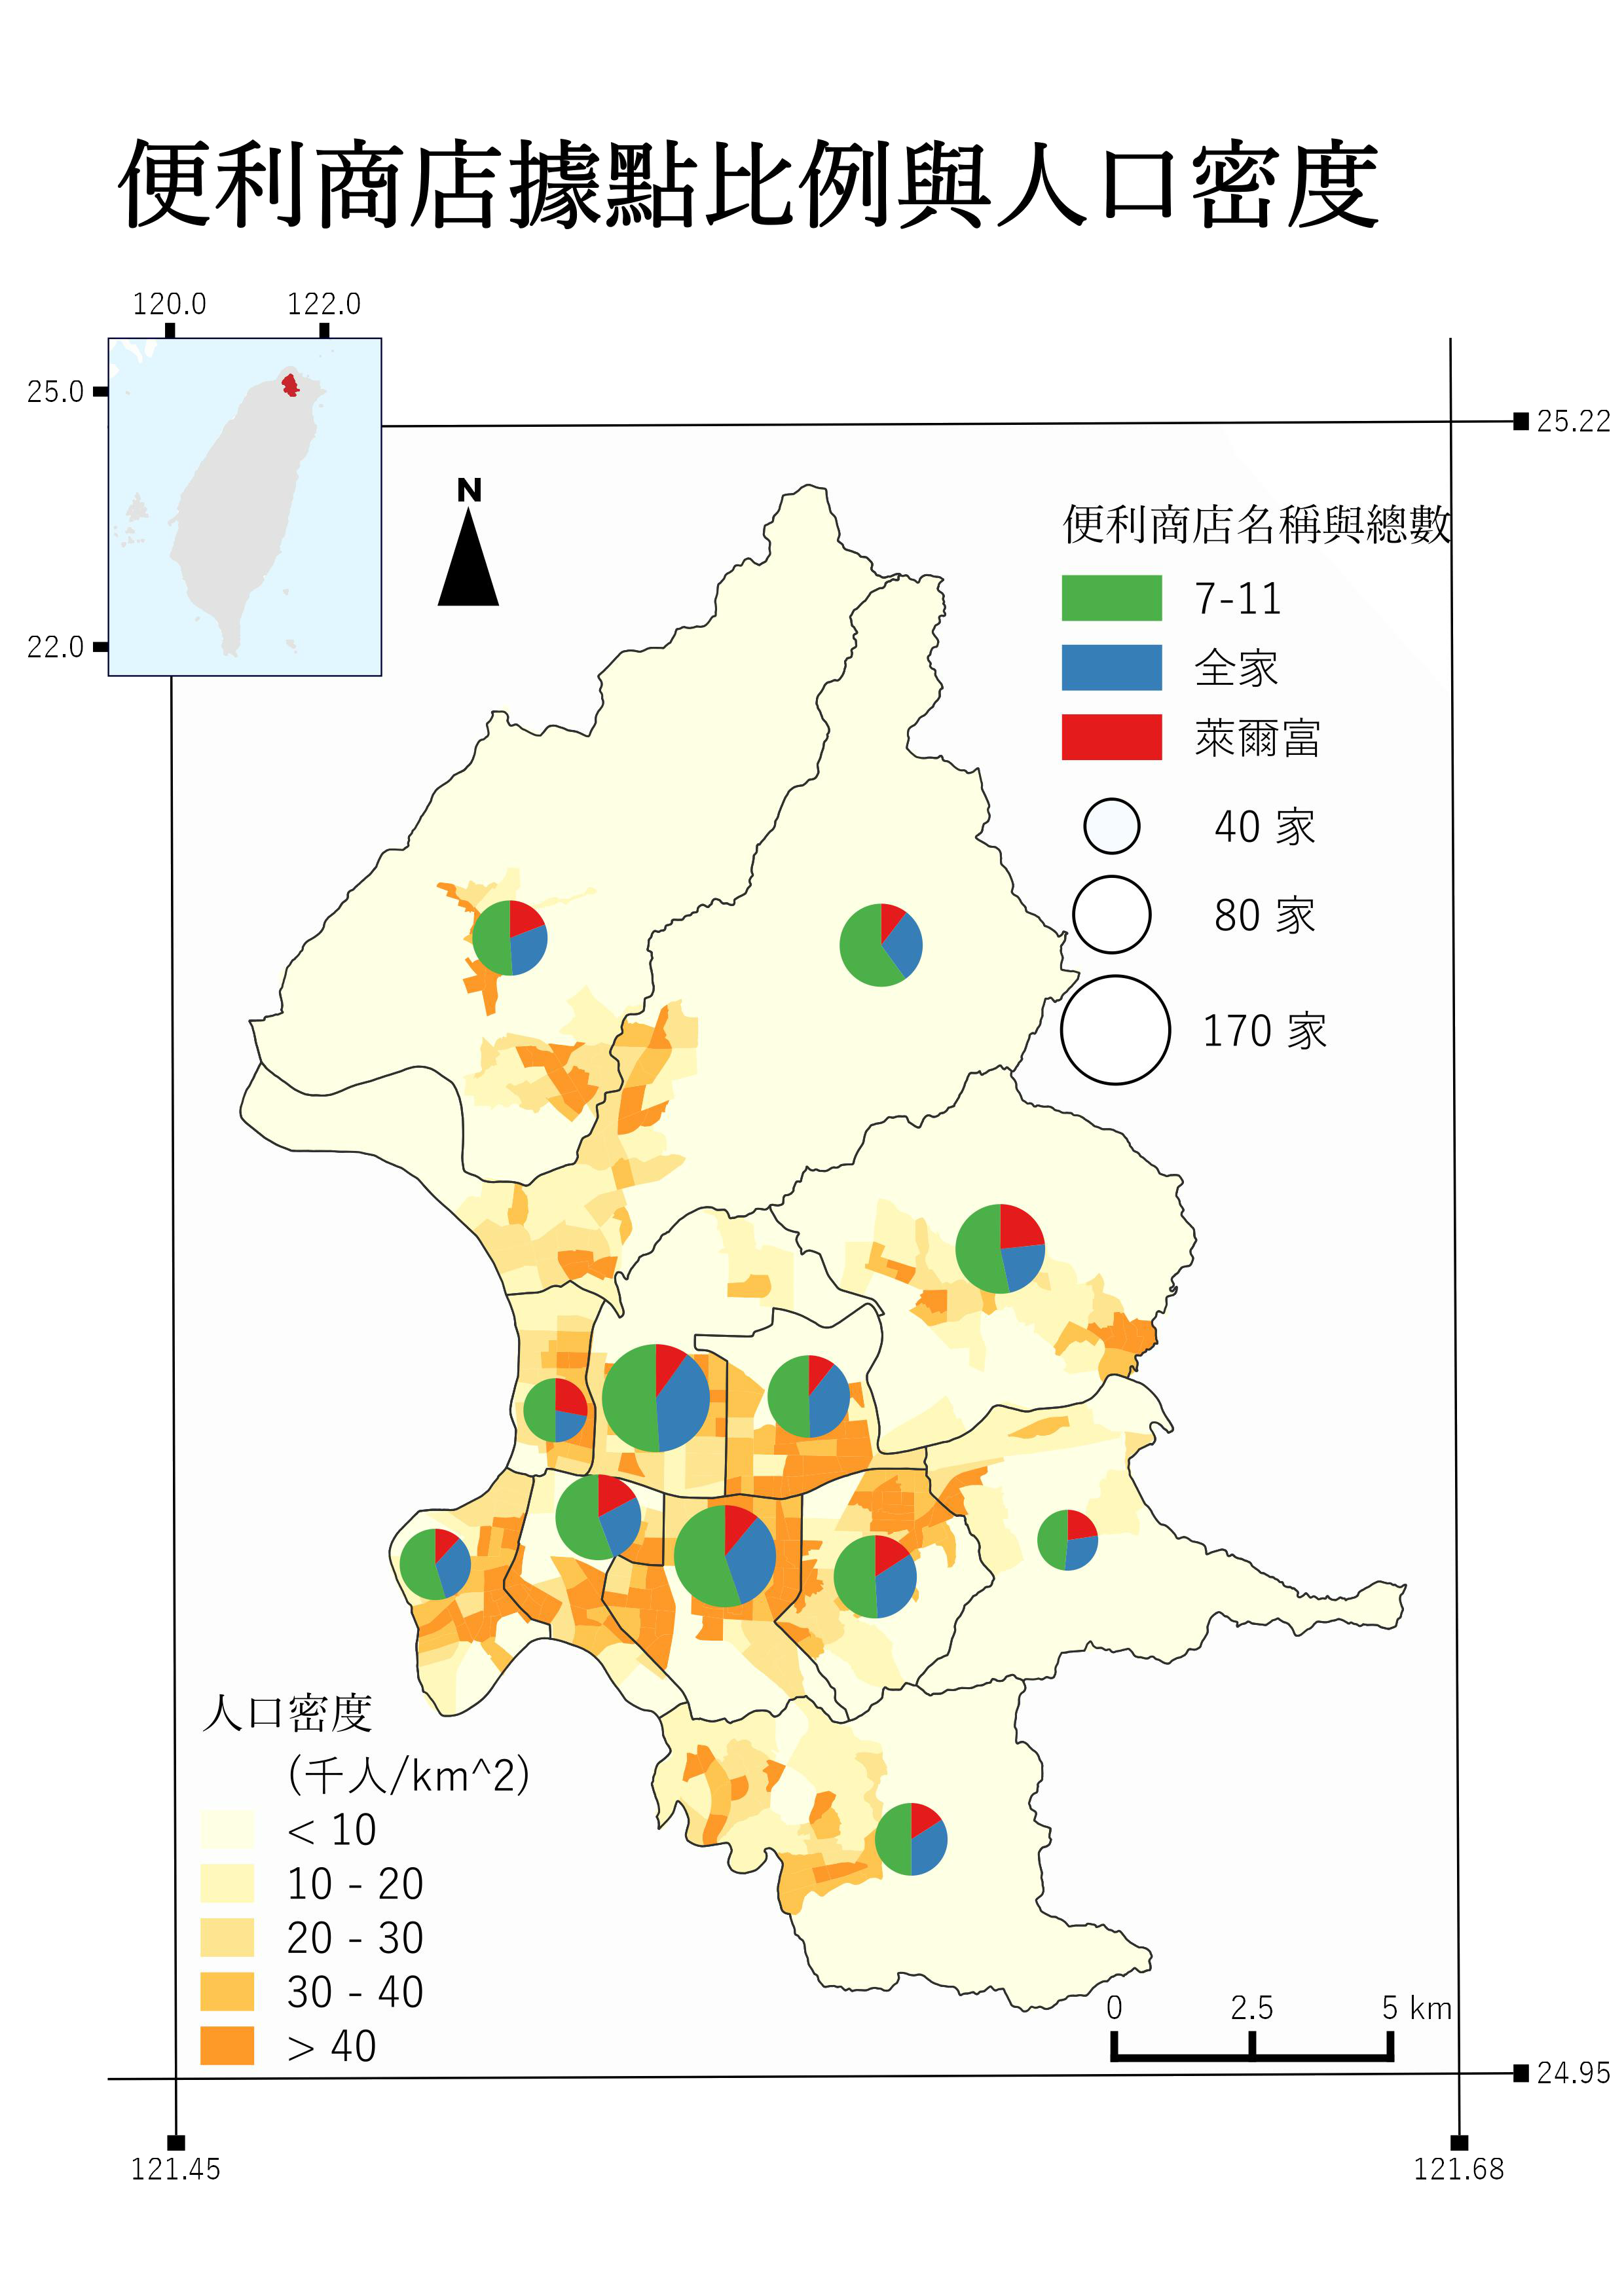 便利商店據點比例與人口密度
120.0 122.0
25.0
22.0
25.22
N
便利商店名稱與總數
7-11
全家
萊爾富
40 家
80 家
170 家
人口密度
(千人/km^2)
< 10
10 - 20
20 - 30
30 - 40
> 40
0 2.5 5 km
24.95
121.45 121.68